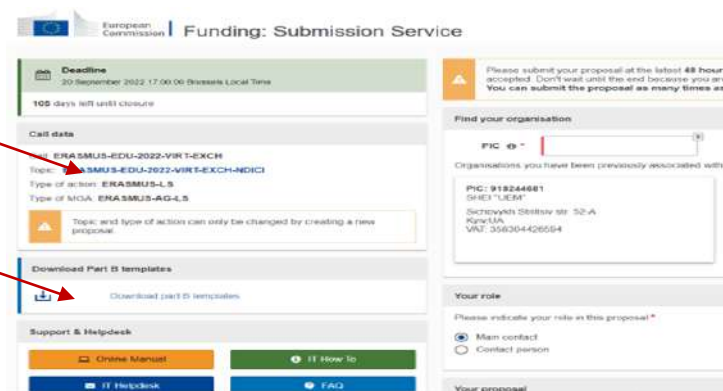 European
Commission
Funding: Submission Service
Deadline
20 September 2022 17:00:00 Brussels Local Time
105 days left until closure
Call data
Call: ERASMUS-EDU-2022-VIRT-EXCH
Topic: ERASMUS-EDU-2022-VIRT-EXCH-NDICI
Type of action: ERASMUS-LS
Type of MGA: ERASMUS-AG-LS
Topic and type of action can only be changed by creating a new
proposal.
Download Part B templates
Download part B templates
Support & Helpdesk
Online Manual
IT How To
IT Helpdesk
FAQ
Please submit your proposal at the latest 48 hour
accepted. Don't wait until the end because you are
You can submit the proposal as many times as
Find your organisation
PIC *
Organisations you have been previously associated with
PIC: 918244681
SHEI "UEM"
Sichovykh Striltsiv str. 52-A
Kyiv,UA
VAT: 358304426594
Your role
Please indicate your role in this proposal *
Main contact
Contact person
Your proposal